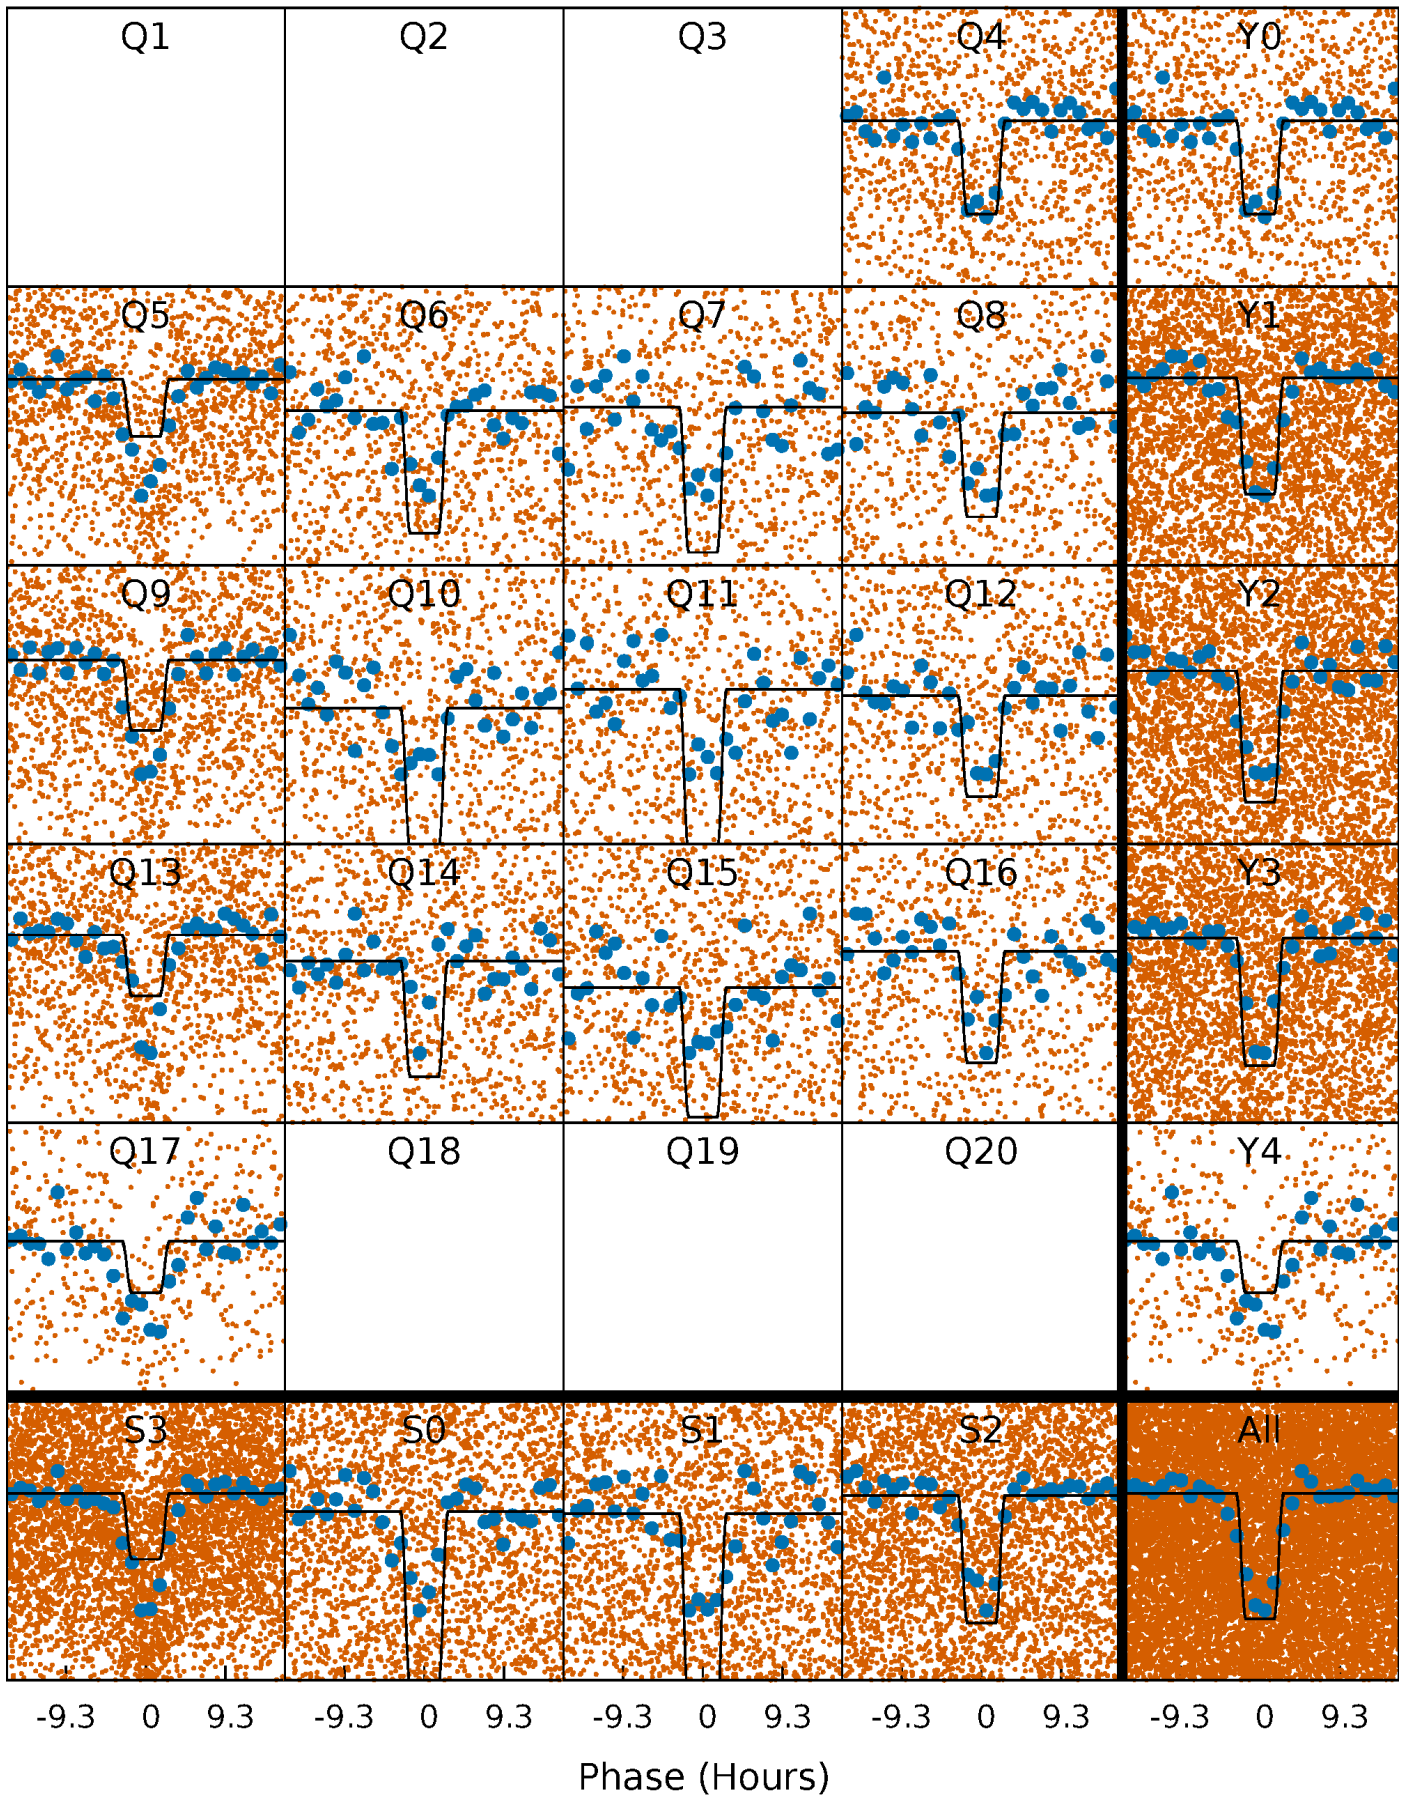 Q1 Q2 Q3 Q4 Y0
Q5 Q6 Q7 Q8 Y1
Q9 Q10 Q11 Q12 Y2
Q13 Q14 Q15 Q16 Y3
Q17 Q18 Q19 Q20 Y4
S3 S0 S1 S2 All
-9.3 0 9.3 -9.3 0 9.3 -9.3 0 9.3 -9.3 0 9.3 -9.3 0 9.3
Phase (Hours)